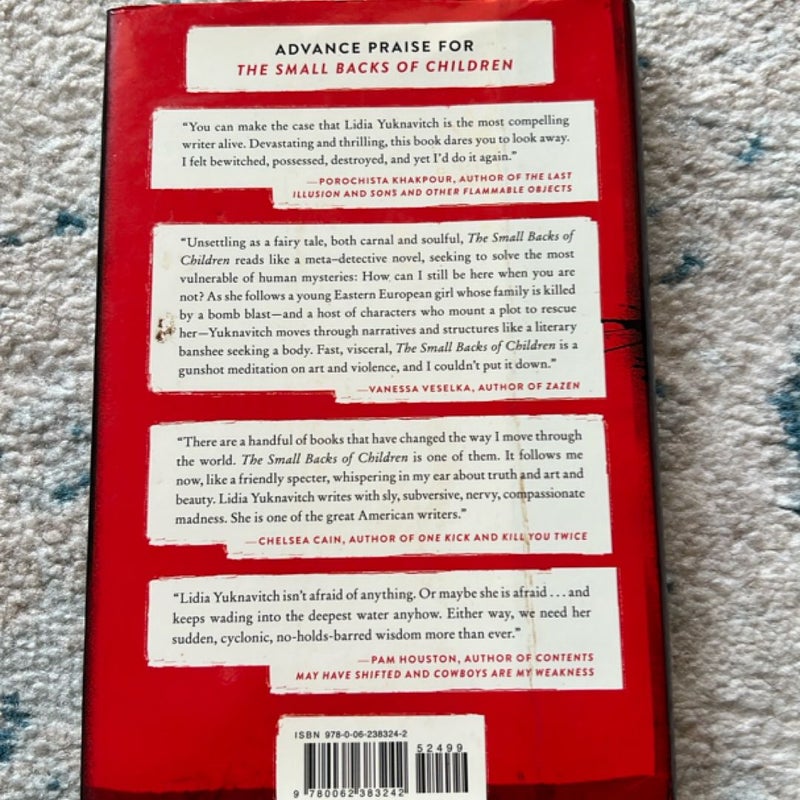 ADVANCE PRAISE FOR
THE SMALL BACKS OF CHILDREN
“You can make the case that Lidia Yuknavitch is the most compelling
writer alive. Devastating and thrilling, this book dares you to look away.
I felt bewitched, possessed, destroyed, and yet I’d do it again.”
—POROCHISTA KHAKPOUR, AUTHOR OF THE LAST
ILLUSION AND SONS AND OTHER FLAMMABLE OBJECTS
“Unsettling as a fairy tale, both carnal and soulful, The Small Backs of
Children reads like a meta–detective novel, seeking to solve the most
vulnerable of human mysteries: How can I still be here when you are
not? As she follows a young Eastern European girl whose family is killed
by a bomb blast—and a host of characters who mount a plot to rescue
her—Yuknavitch moves through narratives and structures like a literary
banshee seeking a body. Fast, visceral, The Small Backs of Children is a
gunshot meditation on art and violence, and I couldn’t put it down.”
—VANESSA VESELKA, AUTHOR OF ZAZEN
“There are a handful of books that have changed the way I move through
the world. The Small Backs of Children is one of them. It follows me
now, like a friendly specter, whispering in my ear about truth and art and
beauty. Lidia Yuknavitch writes with sly, subversive, nervy, compassionate
madness. She is one of the great American writers.”
—CHELSEA CAIN, AUTHOR OF ONE KICK AND KILL YOU TWICE
“Lidia Yuknavitch isn’t afraid of anything. Or maybe she is afraid . . . and
keeps wading into the deepest water anyhow. Either way, we need her
sudden, cyclonic, no-holds-barred wisdom more than ever.”
—PAM HOUSTON, AUTHOR OF CONTENTS
MAY HAVE SHIFTED AND COWBOYS ARE MY WEAKNESS
ISBN 978-0-06-238324-2
52499
9 780062 383242